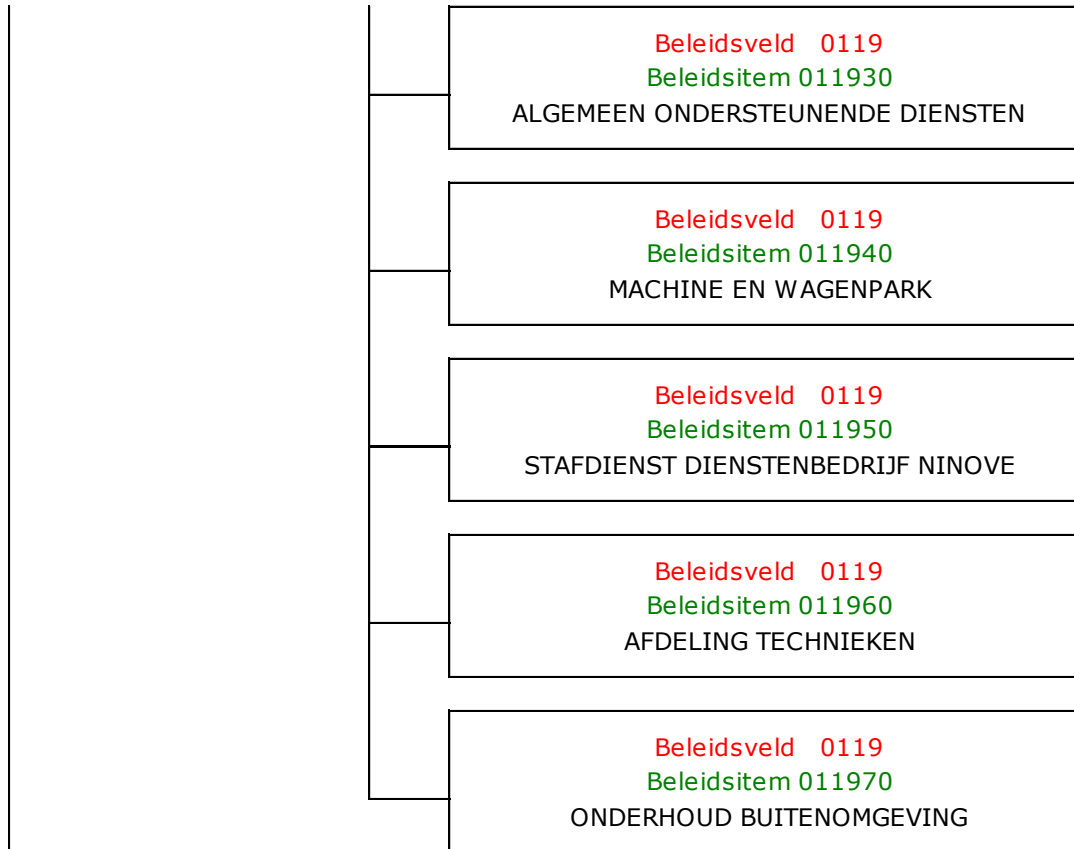 Beleidsveld 0119
Beleidsitem 011930
ALGEMEEN ONDERSTEUNENDE DIENSTEN
Beleidsveld 0119
Beleidsitem 011940
MACHINE EN WAGENPARK
Beleidsveld 0119
Beleidsitem 011950
STAFDIENST DIENSTENBEDRIJF NINOVE
Beleidsveld 0119
Beleidsitem 011960
AFDELING TECHNIEKEN
Beleidsveld 0119
Beleidsitem 011970
ONDERHOUD BUITENOMGEVING